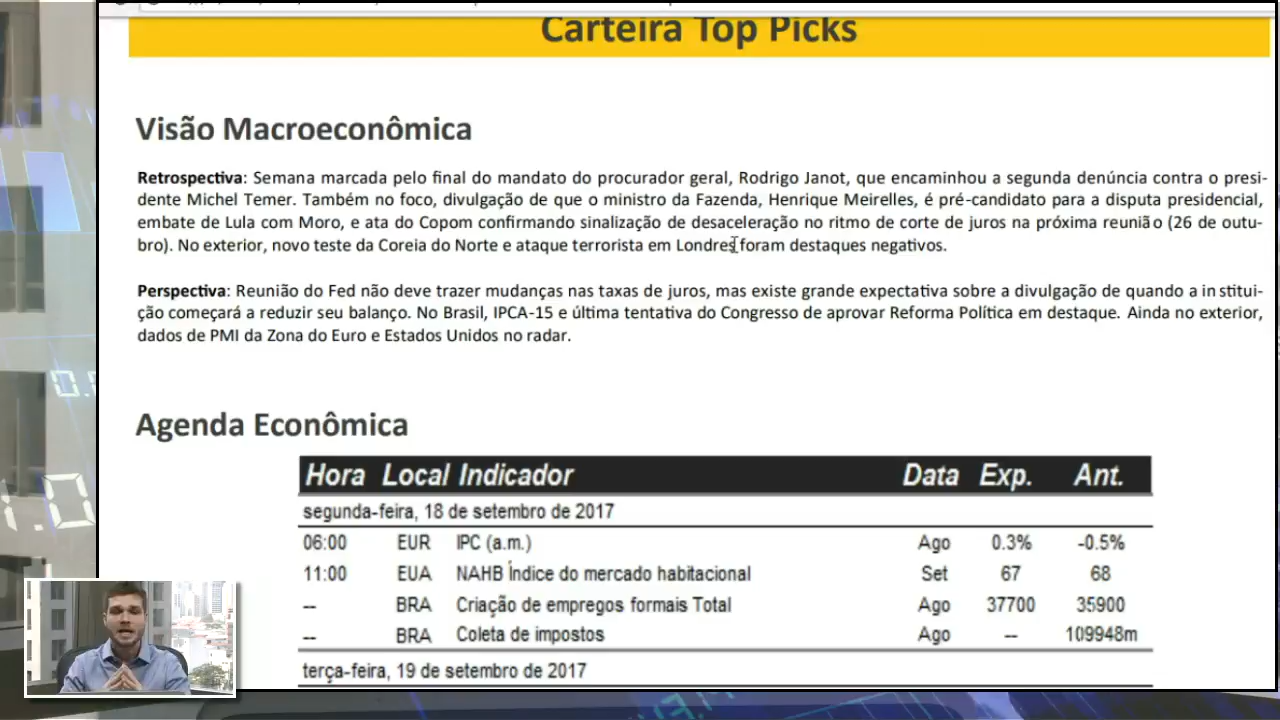 Carteira Top Picks
Visão Macroeconômica
Retrospectiva: Semana marcada pelo final do mandato do procurador geral, Rodrigo Janot, que encaminhou a segunda denúncia contra o presi-
dente Michel Temer. Também no foco, divulgação de que o ministro da Fazenda, Henrique Meirelles, é pré-candidato para a disputa presidencial,
embate de Lula com Moro, e ata do Copom confirmando sinalização de desaceleração no ritmo de corte de juros na próxima reunião (26 de outu-
bro). No exterior, novo teste da Coreia do Norte e ataque terrorista em Londres foram destaques negativos.
Perspectiva: Reunião do Fed não deve trazer mudanças nas taxas de juros, mas existe grande expectativa sobre a divulgação de quando a institui-
ção começará a reduzir seu balanço. No Brasil, IPCA-15 e última tentativa do Congresso de aprovar Reforma Política em destaque. Ainda no exterior,
dados de PMI da Zona do Euro e Estados Unidos no radar.
Agenda Econômica
Hora Local Indicador Data Exp. Ant.
segunda-feira, 18 de setembro de 2017
06:00 EUR IPC (a.m.) Ago 0.3% -0.5%
11:00 EUA NAHB Índice do mercado habitacional Set 67 68
-- BRA Criação de empregos formais Total Ago 37700 35900
-- BRA Coleta de impostos Ago -- 109948m
terça-feira, 19 de setembro de 2017